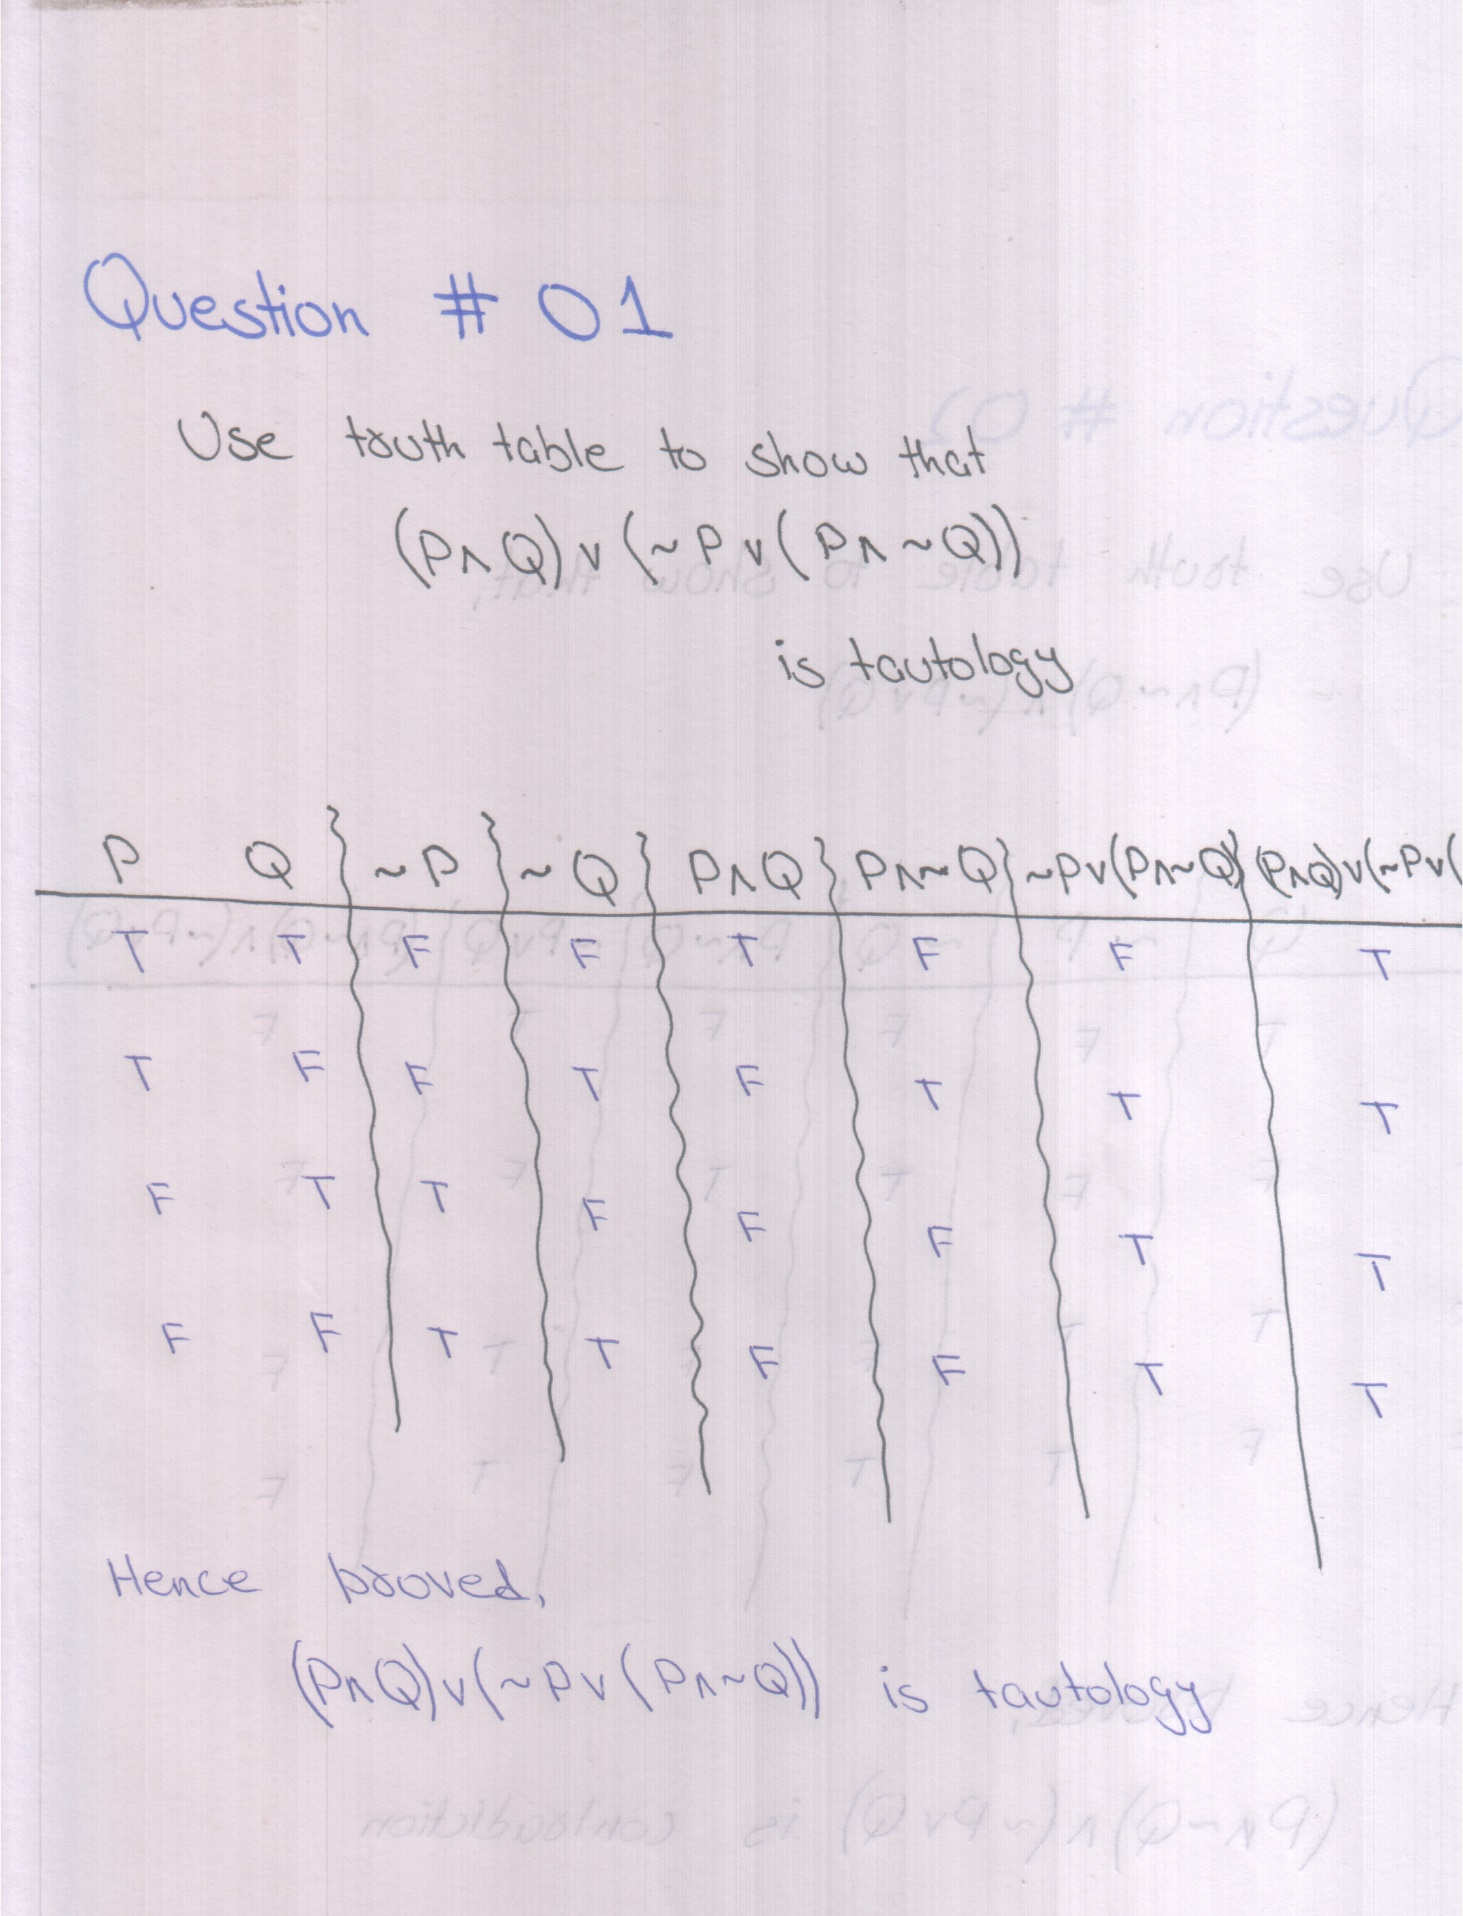 Question # 01
Use truth table to show that
(P∧Q)∨(~P∨(P∧~Q))
is tautology
P Q ~P ~Q P∧Q P∧~Q ~P∨(P∧~Q) (P∧Q)∨(~P∨(
T T F F T F F T
T F F T F T T T
F T T F F F T T
F F T T F F T T
Hence proved,
(P∧Q)∨(~P∨(P∧~Q)) is tautology